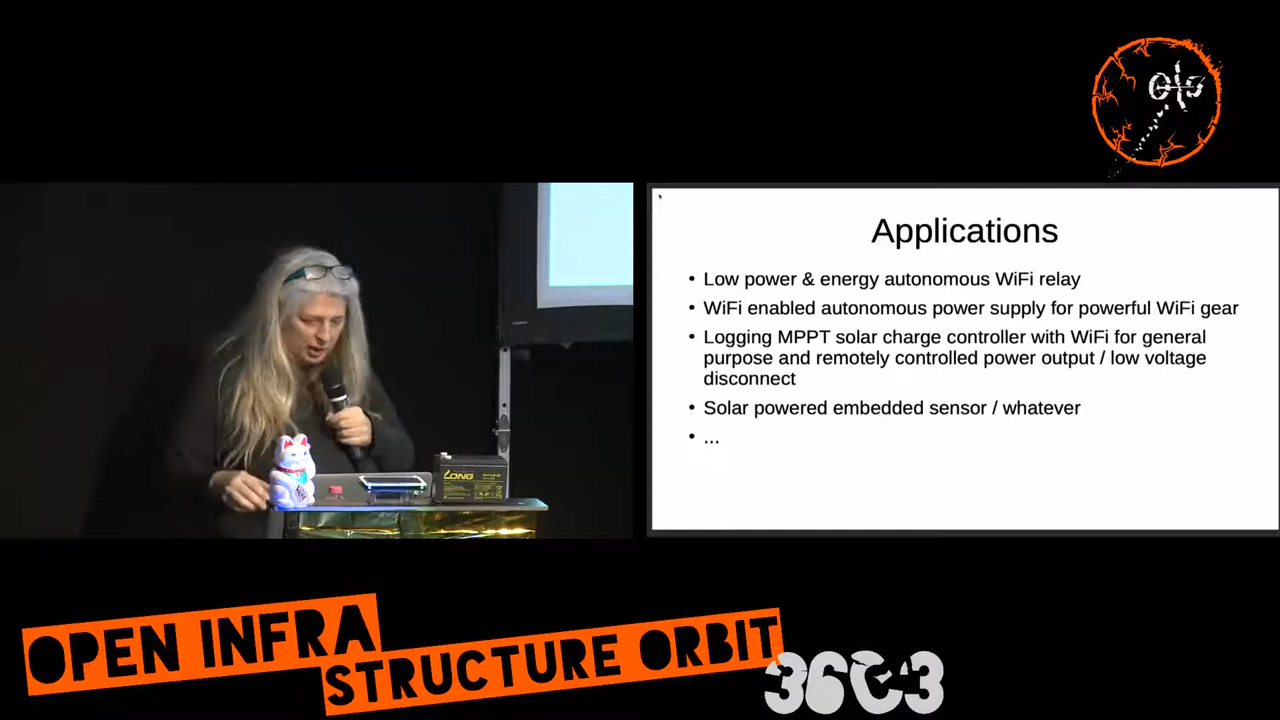 Applications
• Low power & energy autonomous WiFi relay
• WiFi enabled autonomous power supply for powerful WiFi gear
• Logging MPPT solar charge controller with WiFi for general
purpose and remotely controlled power output / low voltage
disconnect
• Solar powered embedded sensor / whatever
• ...
LONG
OPEN INFRA
STRUCTURE ORBIT
36C3